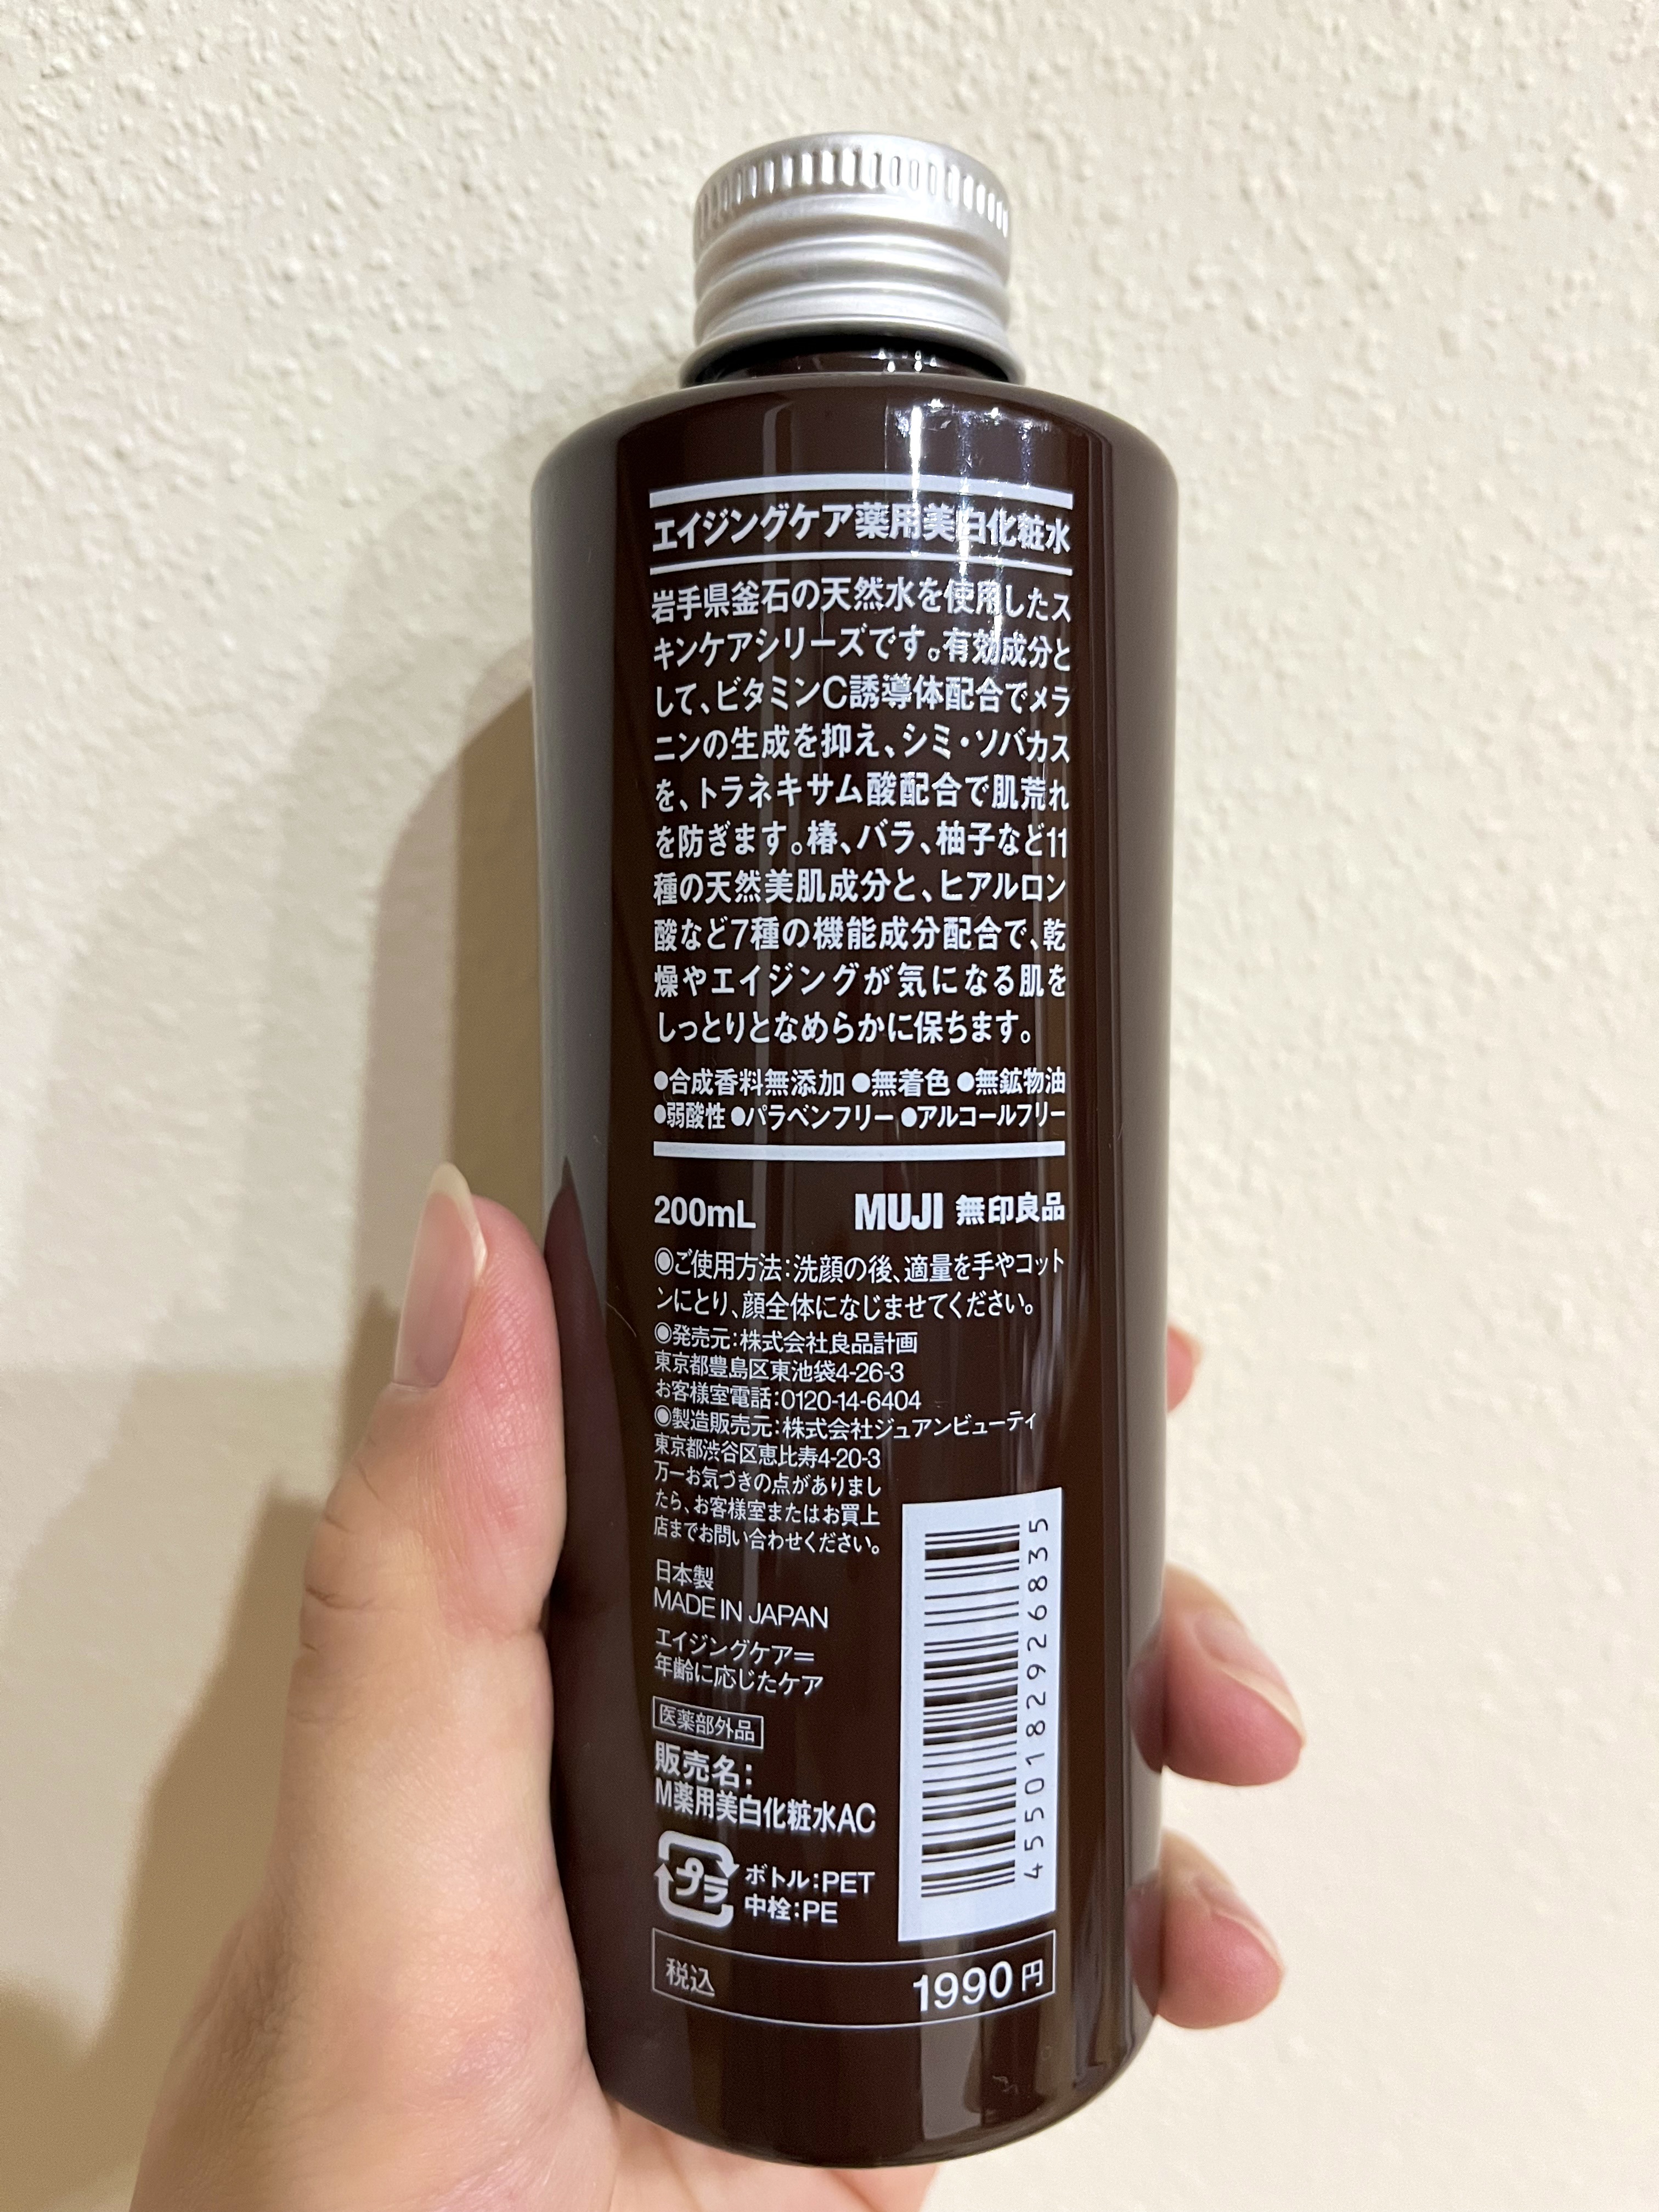 エイジングケア薬用美白化粧水
岩手県釜石の天然水を使用したス
キンケアシリーズです。有効成分と
して、ビタミンC誘導体配合でメラ
ニンの生成を抑え、シミ・ソバカス
を、トラネキサム酸配合で肌荒れ
を防ぎます。椿、バラ、柚子など11
種の天然美肌成分と、ヒアルロン
酸など7種の機能成分配合で、乾
燥やエイジングが気になる肌を
しっとりとなめらかに保ちます。
●合成香料無添加 ●無着色 ●無鉱物油
●弱酸性 ●パラベンフリー ●アルコールフリー
200mL MUJI 無印良品
◉ご使用方法：洗顔の後、適量を手やコット
ンにとり、顔全体になじませてください。
◉発売元：株式会社良品計画
東京都豊島区東池袋4-26-3
お客様室電話：0120-14-6404
◉製造販売元：株式会社ジュアンビューティ
東京都渋谷区恵比寿4-20-3
万一お気づきの点がありまし
たら、お客様室またはお買上
店までお問い合わせください。
日本製
MADE IN JAPAN
エイジングケア＝
年齢に応じたケア
医薬部外品
販売名：
M薬用美白化粧水AC
プラ
ボトル：PET
中栓：PE
4550182926835
税込 1990円